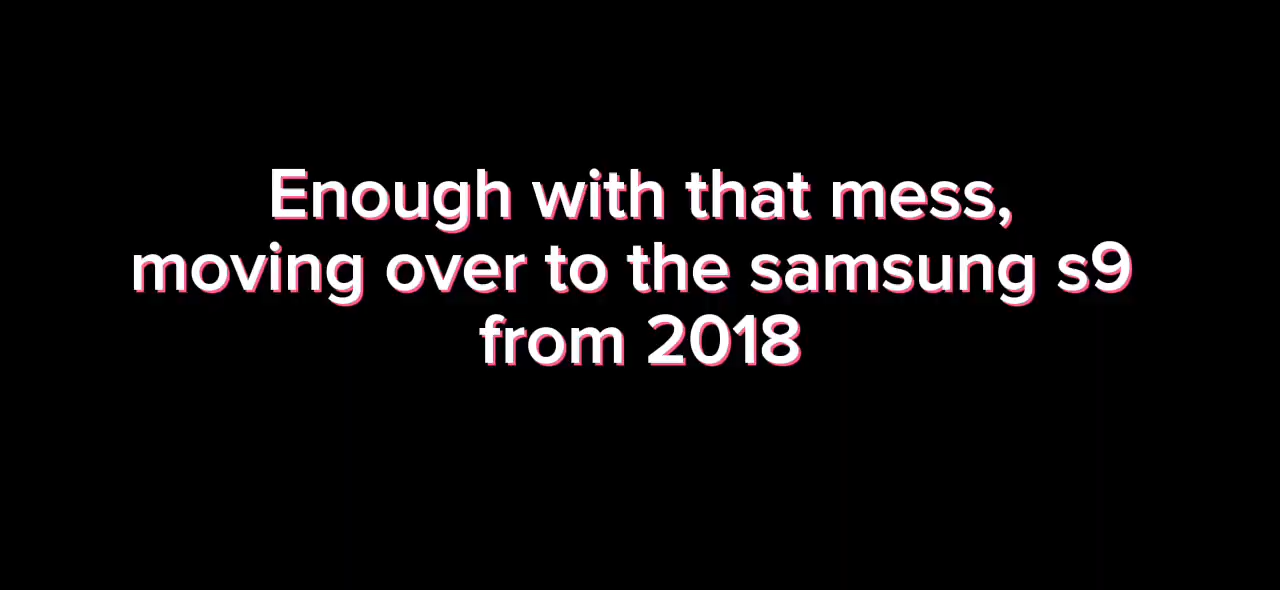 Enough with that mess,
moving over to the samsung s9
from 2018